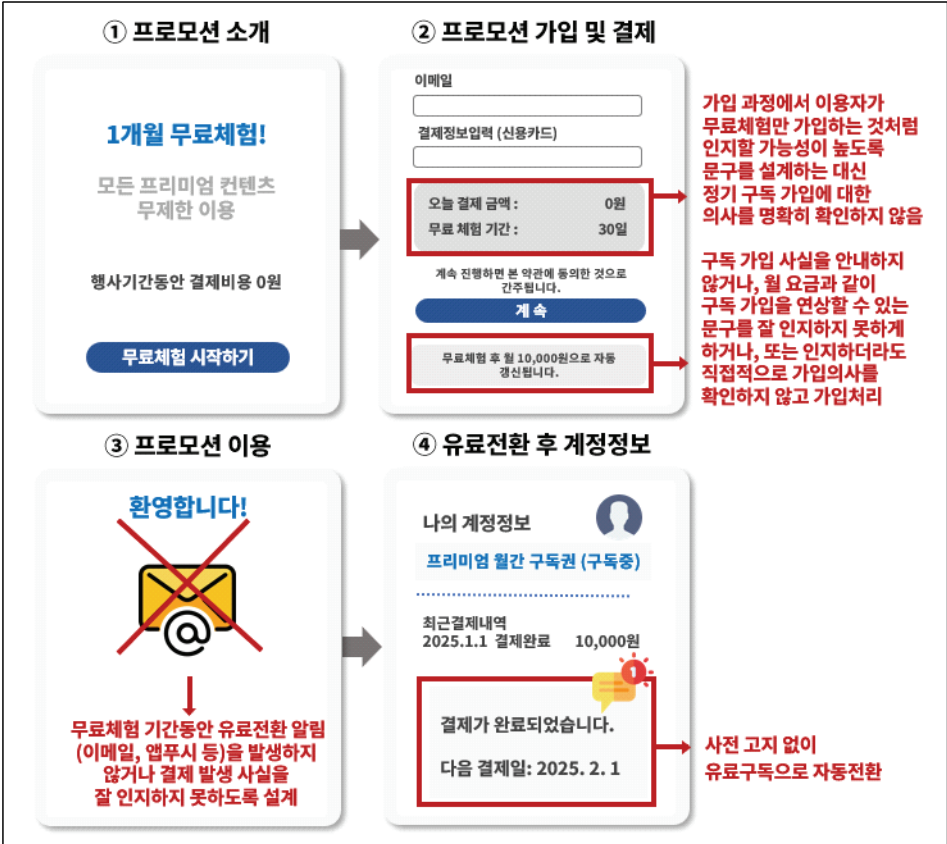 ① 프로모션 소개
1개월 무료체험!
모든 프리미엄 컨텐츠
무제한 이용
행사기간동안 결제비용 0원
무료체험 시작하기
② 프로모션 가입 및 결제
이메일
결제정보입력 (신용카드)
오늘 결제 금액 : 0원
무료 체험 기간 : 30일
계속 진행하면 본 약관에 동의한 것으로
간주됩니다.
계 속
무료체험 후 월 10,000원으로 자동
갱신됩니다.
가입 과정에서 이용자가
무료체험만 가입하는 것처럼
인지할 가능성이 높도록
문구를 설계하는 대신
정기 구독 가입에 대한
의사를 명확히 확인하지 않음
구독 가입 사실을 안내하지
않거나, 월 요금과 같이
구독 가입을 연상할 수 있는
문구를 잘 인지하지 못하게
하거나, 또는 인지하더라도
직접적으로 가입의사를
확인하지 않고 가입처리
③ 프로모션 이용
환영합니다!
@
무료체험 기간동안 유료전환 알림
(이메일, 앱푸시 등)을 발생하지
않거나 결제 발생 사실을
잘 인지하지 못하도록 설계
④ 유료전환 후 계정정보
나의 계정정보
프리미엄 월간 구독권 (구독중)
최근결제내역
2025.1.1 결제완료 10,000원
1
결제가 완료되었습니다.
다음 결제일: 2025. 2. 1
사전 고지 없이
유료구독으로 자동전환